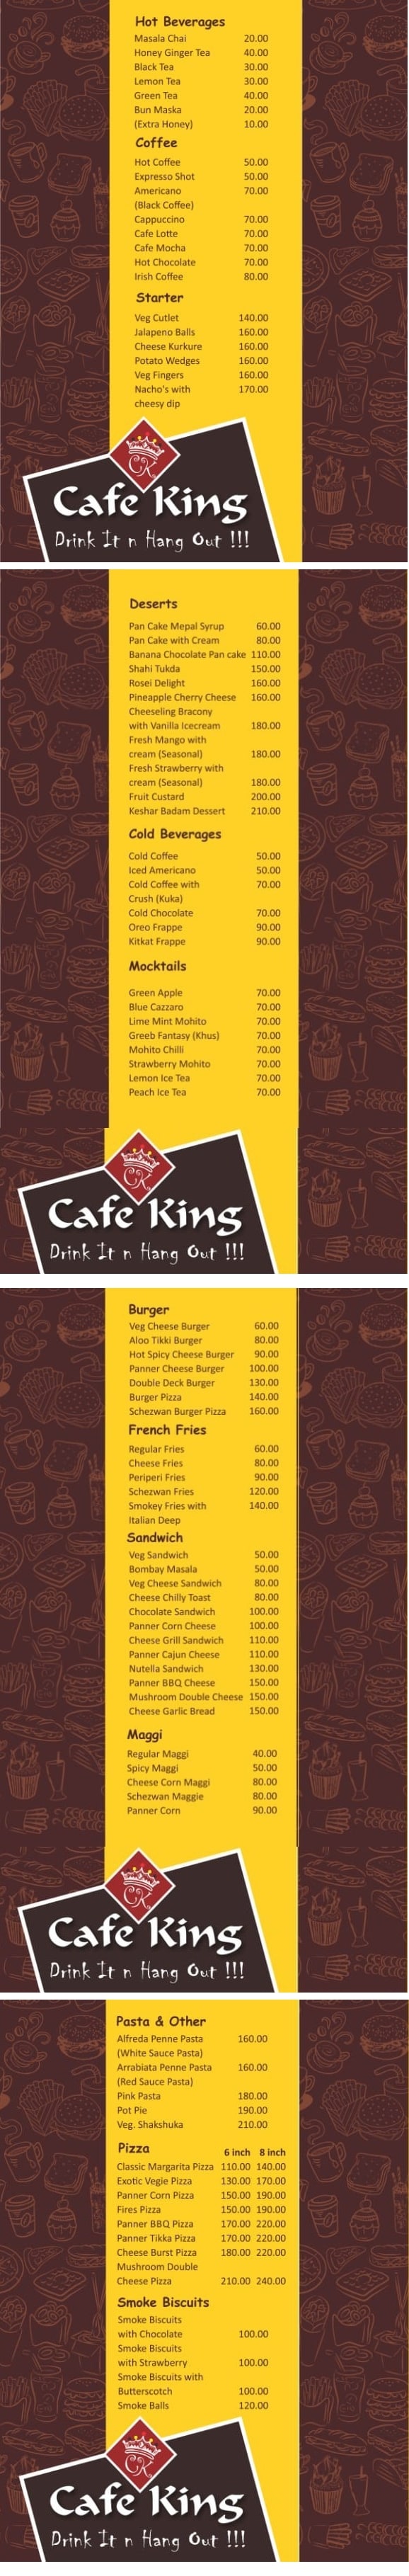 Hot Beverages
Masala Chai 20.00
Honey Ginger Tea 40.00
Black Tea 30.00
Lemon Tea 30.00
Green Tea 40.00
Bun Maska 20.00
(Extra Honey) 10.00
Coffee
Hot Coffee 50.00
Expresso Shot 50.00
Americano 70.00
(Black Coffee)
Cappuccino 70.00
Cafe Lotte 70.00
Cafe Mocha 70.00
Hot Chocolate 70.00
Irish Coffee 80.00
Starter
Veg Cutlet 140.00
Jalapeno Balls 160.00
Cheese Kurkure 160.00
Potato Wedges 160.00
Veg Fingers 160.00
Nacho's with 170.00
cheesy dip
CK
Cafe King
Drink It n Hang Out !!!
Deserts
Pan Cake Mepal Syrup 60.00
Pan Cake with Cream 80.00
Banana Chocolate Pan cake 110.00
Shahi Tukda 150.00
Rosei Delight 160.00
Pineapple Cherry Cheese 160.00
Cheeseling Bracony
with Vanilla Icecream 180.00
Fresh Mango with
cream (Seasonal) 180.00
Fresh Strawberry with
cream (Seasonal) 180.00
Fruit Custard 200.00
Keshar Badam Dessert 210.00
Cold Beverages
Cold Coffee 50.00
Iced Americano 50.00
Cold Coffee with 70.00
Crush (Kuka)
Cold Chocolate 70.00
Oreo Frappe 90.00
Kitkat Frappe 90.00
Mocktails
Green Apple 70.00
Blue Cazzaro 70.00
Lime Mint Mohito 70.00
Greeb Fantasy (Khus) 70.00
Mohito Chilli 70.00
Strawberry Mohito 70.00
Lemon Ice Tea 70.00
Peach Ice Tea 70.00
CK
Cafe King
Drink It n Hang Out !!!
Burger
Veg Cheese Burger 60.00
Aloo Tikki Burger 80.00
Hot Spicy Cheese Burger 90.00
Panner Cheese Burger 100.00
Double Deck Burger 130.00
Burger Pizza 140.00
Schezwan Burger Pizza 160.00
French Fries
Regular Fries 60.00
Cheese Fries 80.00
Periperi Fries 90.00
Schezwan Fries 120.00
Smokey Fries with 140.00
Italian Deep
Sandwich
Veg Sandwich 50.00
Bombay Masala 50.00
Veg Cheese Sandwich 80.00
Cheese Chilly Toast 80.00
Chocolate Sandwich 100.00
Panner Corn Cheese 100.00
Cheese Grill Sandwich 110.00
Panner Cajun Cheese 110.00
Nutella Sandwich 130.00
Panner BBQ Cheese 150.00
Mushroom Double Cheese 150.00
Cheese Garlic Bread 150.00
Maggi
Regular Maggi 40.00
Spicy Maggi 50.00
Cheese Corn Maggi 80.00
Schezwan Maggie 80.00
Panner Corn 90.00
CK
Cafe King
Drink It n Hang Out !!!
Pasta & Other
Alfreda Penne Pasta 160.00
(White Sauce Pasta)
Arrabiata Penne Pasta 160.00
(Red Sauce Pasta)
Pink Pasta 180.00
Pot Pie 190.00
Veg. Shakshuka 210.00
Pizza 6 inch 8 inch
Classic Margarita Pizza 110.00 140.00
Exotic Vegie Pizza 130.00 170.00
Panner Corn Pizza 150.00 190.00
Fires Pizza 150.00 190.00
Panner BBQ Pizza 170.00 220.00
Panner Tikka Pizza 170.00 220.00
Cheese Burst Pizza 180.00 220.00
Mushroom Double
Cheese Pizza 210.00 240.00
Smoke Biscuits
Smoke Biscuits
with Chocolate 100.00
Smoke Biscuits
with Strawberry 100.00
Smoke Biscuits with
Butterscotch 100.00
Smoke Balls 120.00
CK
Cafe King
Drink It n Hang Out !!!